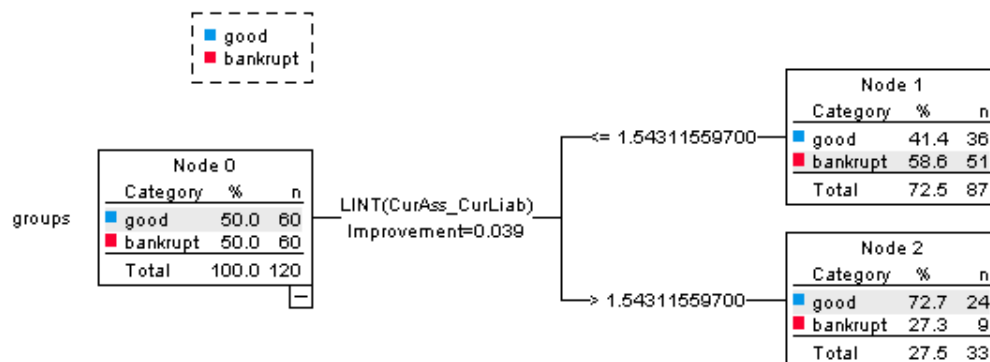 good
bankrupt
groups
Node 0
Category % n
good 50.0 60
bankrupt 50.0 60
Total 100.0 120
LINT(CurAss_CurLiab)
Improvement=0.039
<= 1.54311559700
Node 1
Category % n
good 41.4 36
bankrupt 58.6 51
Total 72.5 87
> 1.54311559700
Node 2
Category % n
good 72.7 24
bankrupt 27.3 9
Total 27.5 33